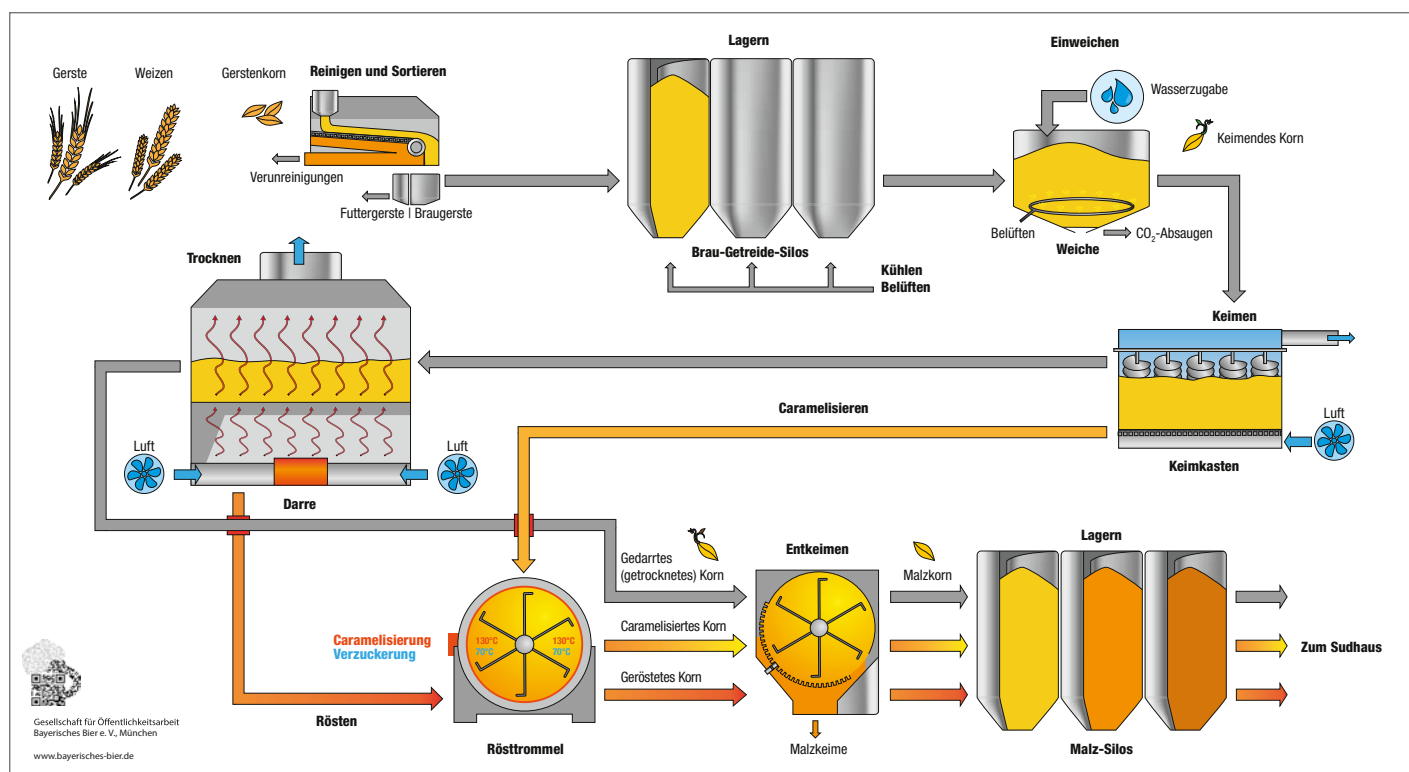 Gerste
Weizen
Gerstenkorn
Reinigen und Sortieren
Verunreinigungen
Futtergerste | Braugerste
Lagern
Brau-Getreide-Silos
Kühlen
Belüften
Einweichen
Wasserzugabe
Keimendes Korn
Belüften
CO₂-Absaugen
Weiche
Trocknen
Luft
Luft
Darre
Keimen
Luft
Keimkasten
Caramelisieren
Gedarrtes
(getrocknetes) Korn
Entkeimen
Malzkorn
Lagern
Caramelisierung
Verzuckerung
130°C
70°C
130°C
70°C
Caramelisiertes Korn
Geröstetes Korn
Zum Sudhaus
Rösten
Rösttrommel
Malzkeime
Malz-Silos
Gesellschaft für Öffentlichkeitsarbeit
Bayerisches Bier e. V., München
www.bayerisches-bier.de